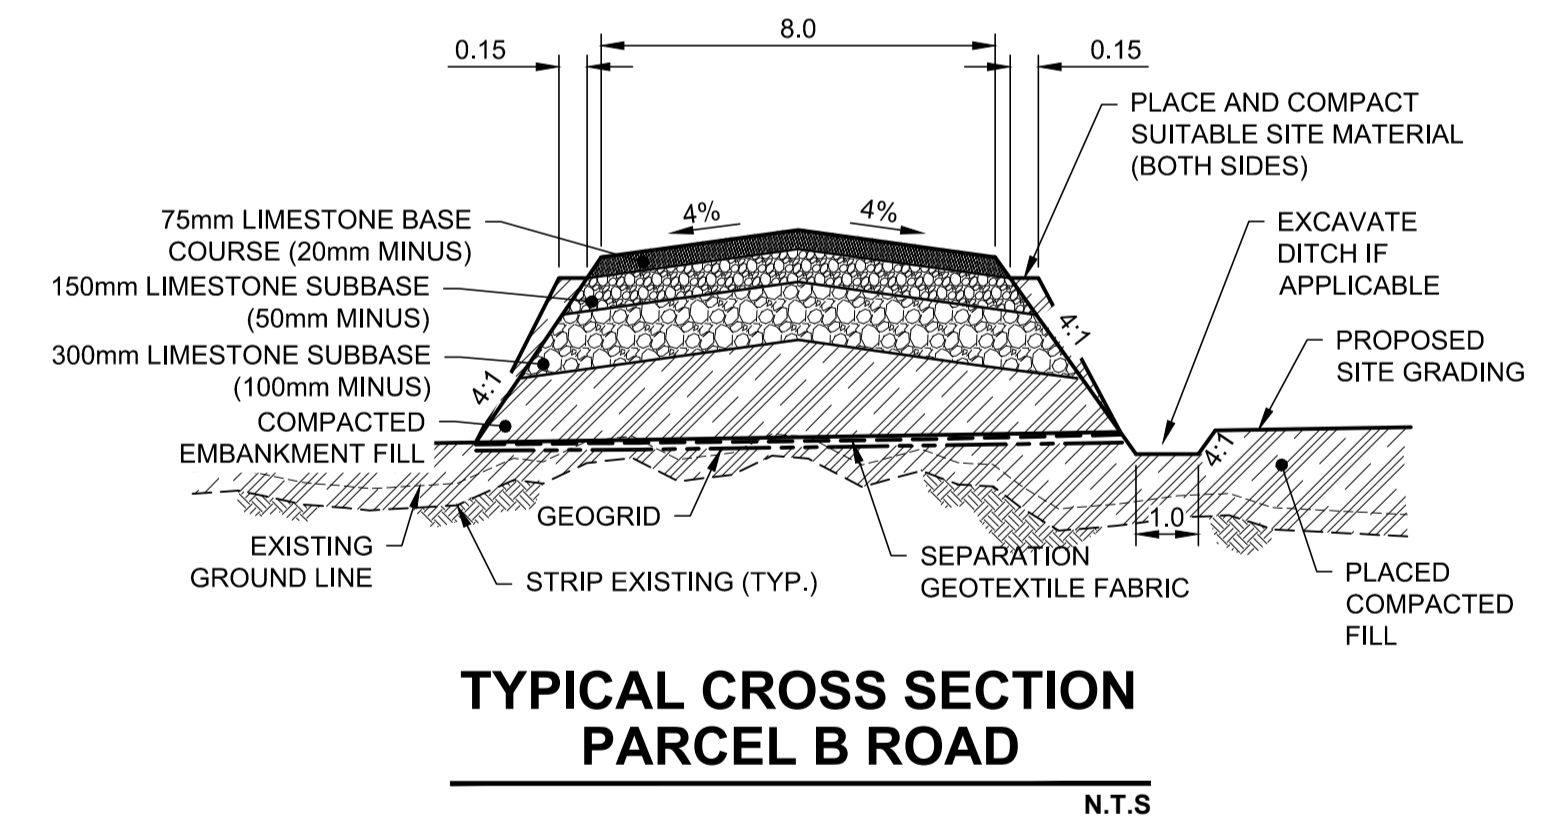 8.0
0.15
0.15
PLACE AND COMPACT
SUITABLE SITE MATERIAL
(BOTH SIDES)
4%
4%
75mm LIMESTONE BASE
COURSE (20mm MINUS)
EXCAVATE
DITCH IF
APPLICABLE
150mm LIMESTONE SUBBASE
(50mm MINUS)
4:1
300mm LIMESTONE SUBBASE
(100mm MINUS)
4:1
PROPOSED
SITE GRADING
COMPACTED
EMBANKMENT FILL
4:1
GEOGRID
1.0
EXISTING
GROUND LINE
STRIP EXISTING (TYP.)
SEPARATION
GEOTEXTILE FABRIC
PLACED
COMPACTED
FILL
TYPICAL CROSS SECTION
PARCEL B ROAD
N.T.S